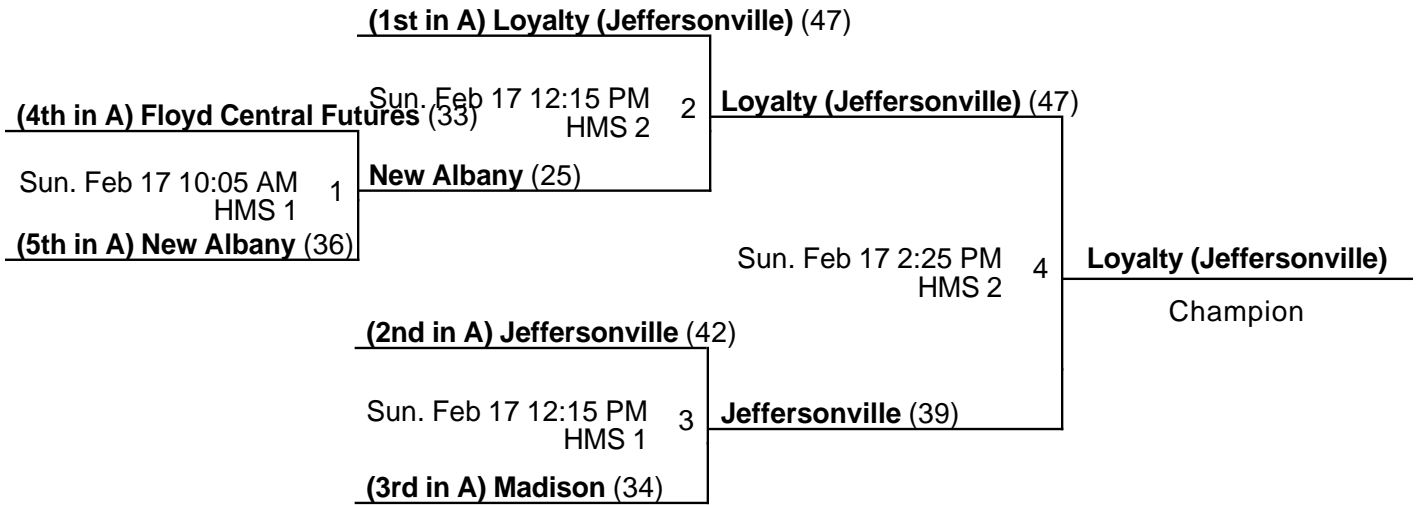 (1st in A) Loyalty (Jeffersonville) (47)
Sun. Feb 17 12:15 PM
HMS 2
2
Loyalty (Jeffersonville) (47)
(4th in A) Floyd Central Futures (33)
Sun. Feb 17 10:05 AM
HMS 1
1
New Albany (25)
(5th in A) New Albany (36)
Sun. Feb 17 2:25 PM
HMS 2
4
Loyalty (Jeffersonville)
Champion
(2nd in A) Jeffersonville (42)
Sun. Feb 17 12:15 PM
HMS 1
3
Jeffersonville (39)
(3rd in A) Madison (34)